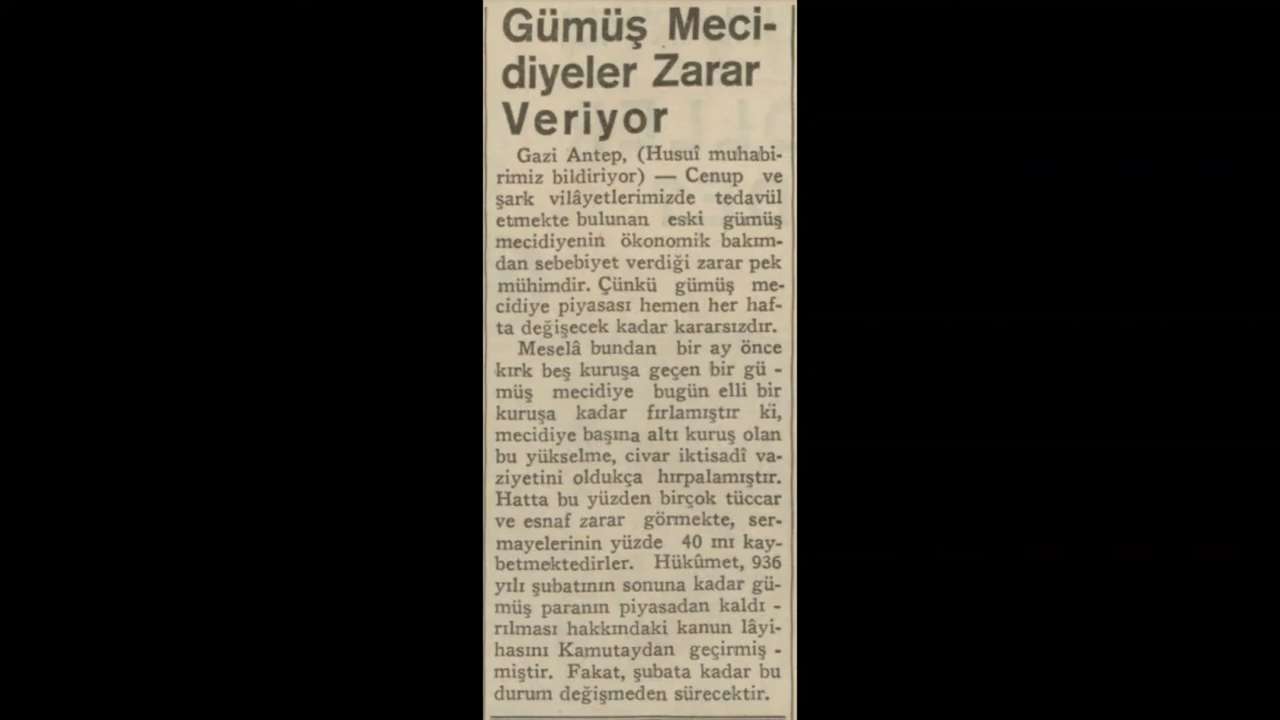 Gümüş Meci-
diyeler Zarar
Veriyor
Gazi Antep, (Husuî muhabi-
rimiz bildiriyor) — Cenup ve
şark vilâyetlerimizde tedavül
etmekte bulunan eski gümüş
mecidiyenin ökonomik bakım-
dan sebebiyet verdiği zarar pek
mühimdir. Çünkü gümüş me-
cidiye piyasası hemen her haf-
ta değişecek kadar kararsızdır.
Meselâ bundan bir ay önce
kırk beş kuruşa geçen bir gü -
müş mecidiye bugün elli bir
kuruşa kadar fırlamıştır ki,
mecidiye başına altı kuruş olan
bu yükselme, civar iktisadî va-
ziyetini oldukça hırpalamıştır.
Hatta bu yüzden birçok tüccar
ve esnaf zarar görmekte, ser-
mayelerinin yüzde 40 mı kay-
betmektedirler. Hükûmet, 936
yılı şubatının sonuna kadar gü-
müş paranın piyasadan kaldı -
rılması hakkındaki kanun lâyi-
hasını Kamutaydan geçirmiş -
miştir. Fakat, şubata kadar bu
durum değişmeden sürecektir.